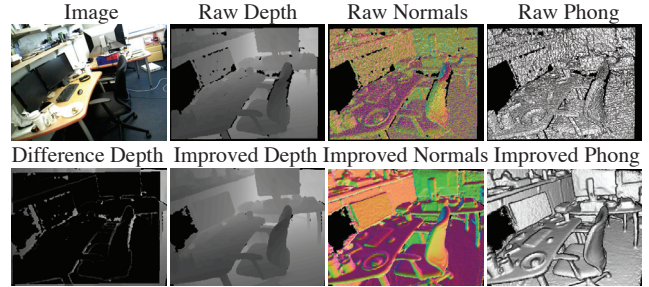 Image Raw Depth Raw Normals Raw Phong
Difference Depth Improved Depth Improved Normals Improved Phong